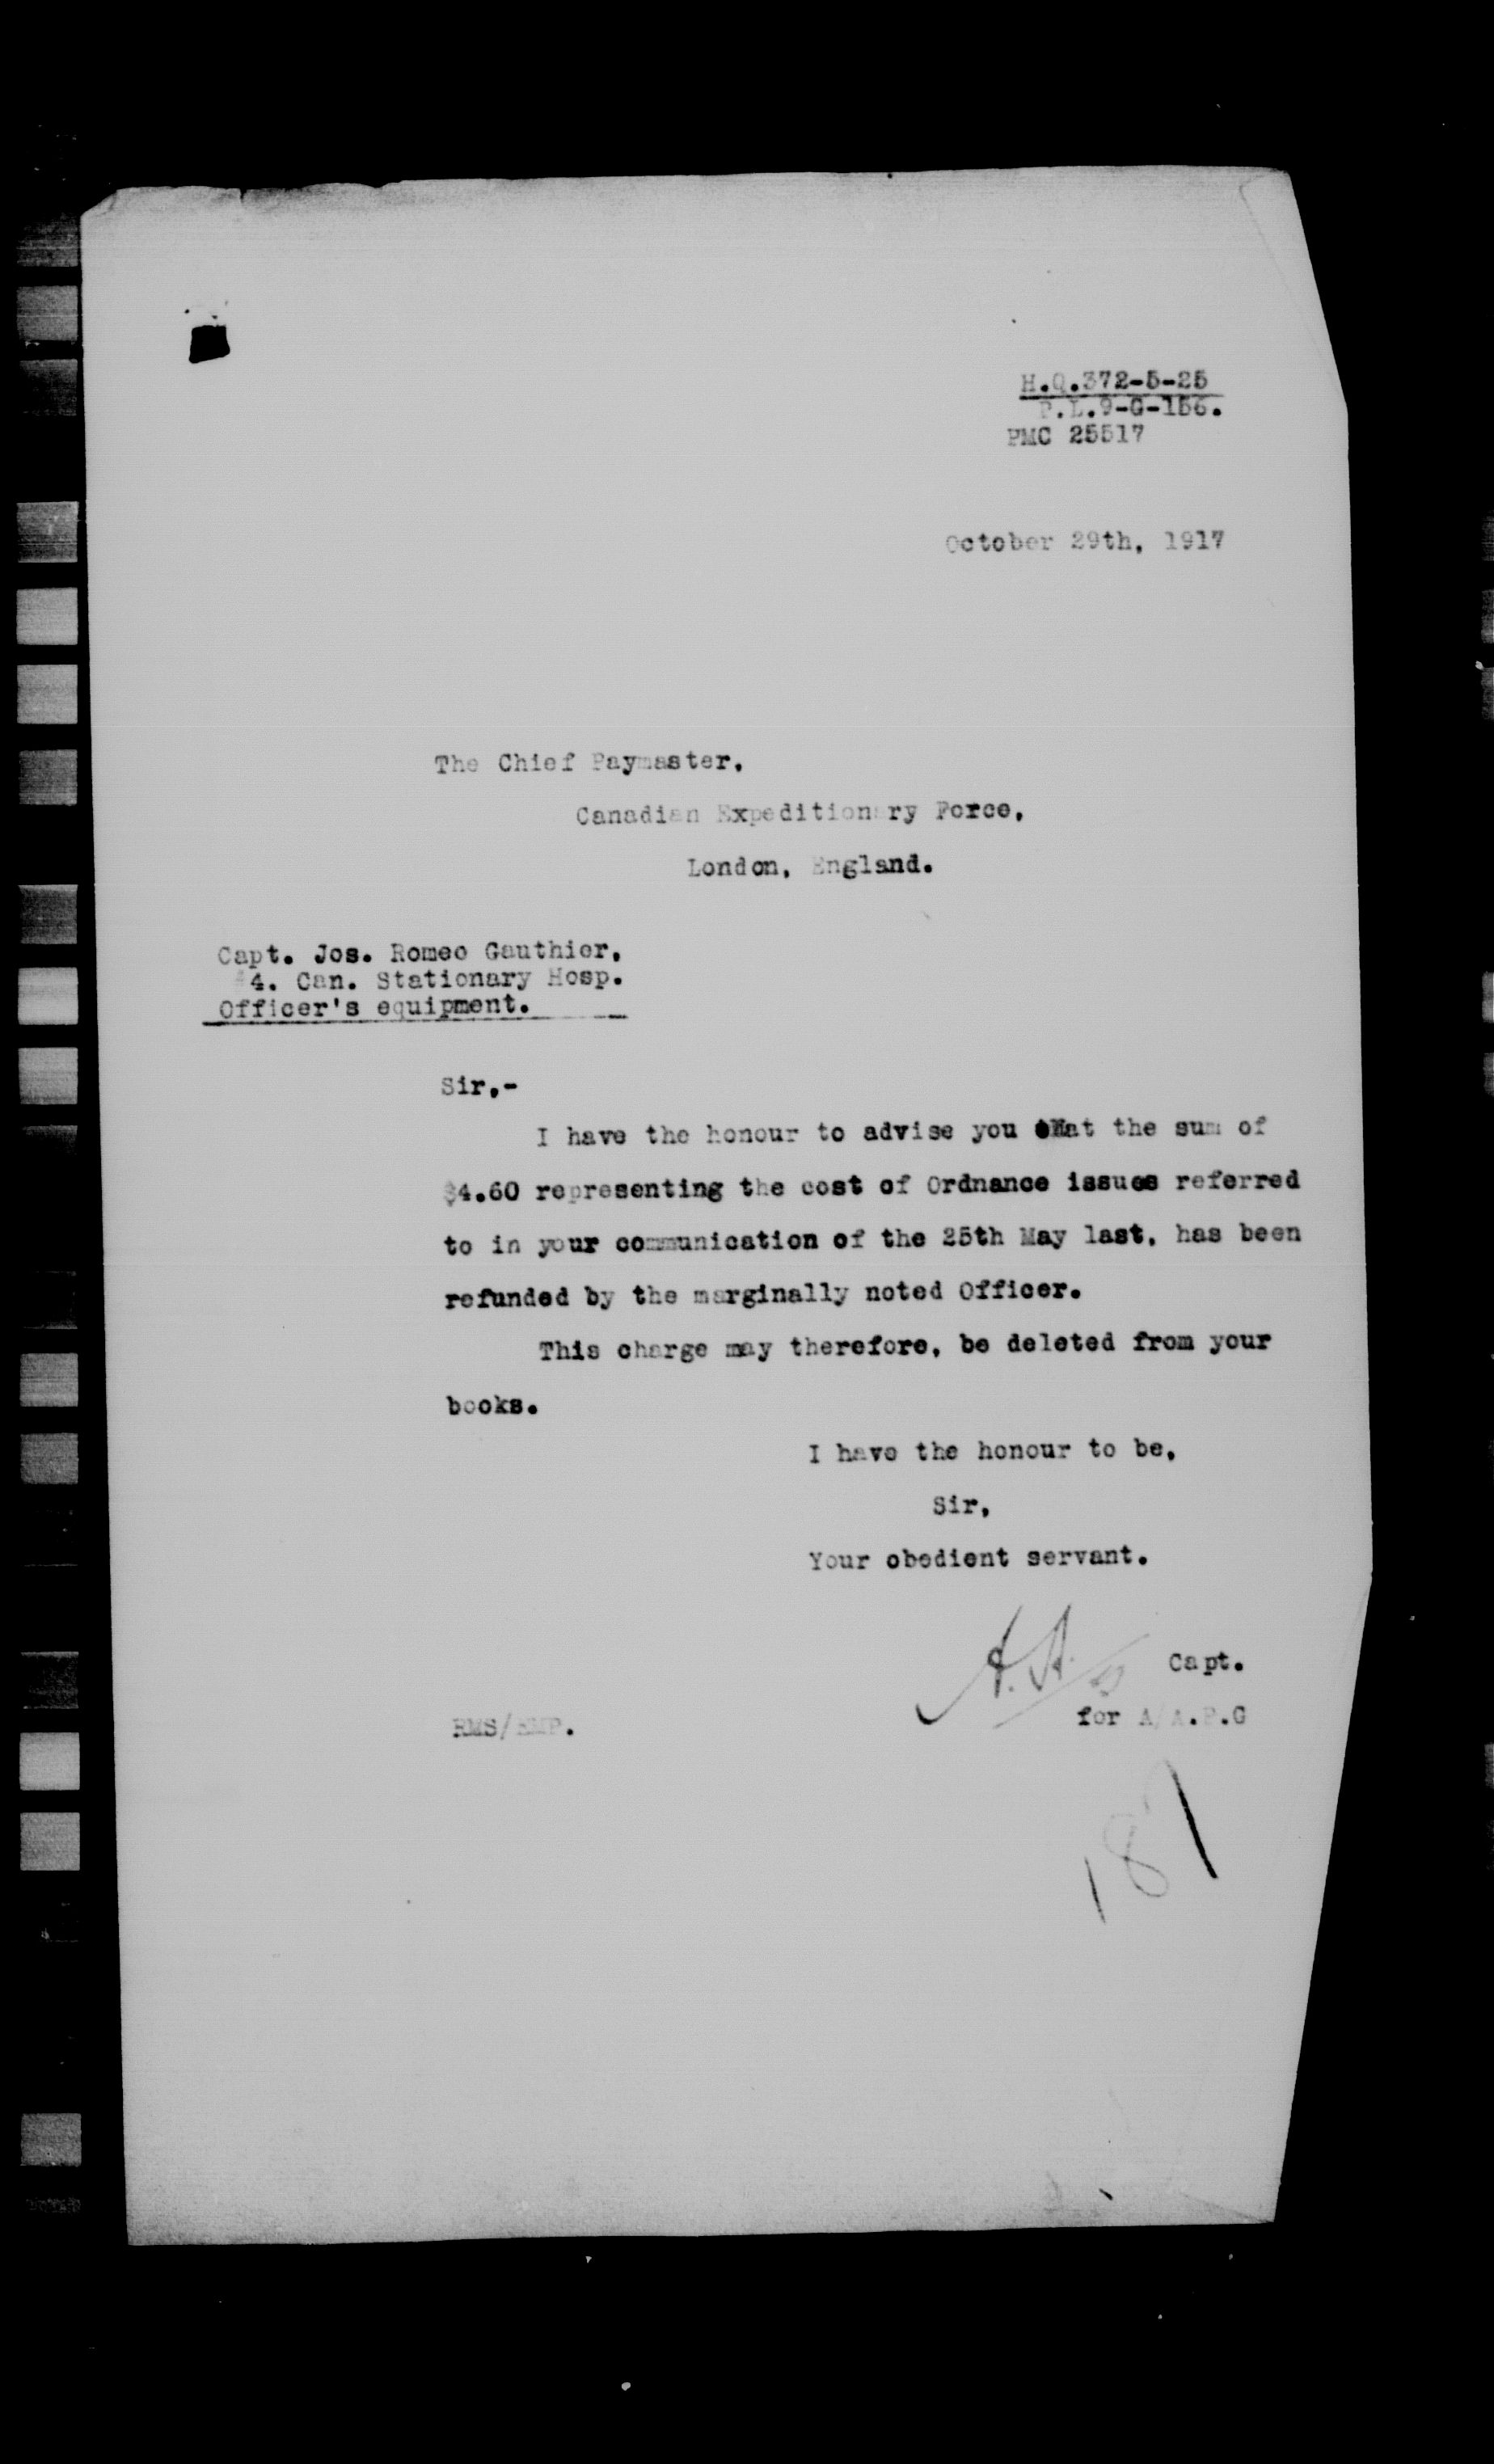 H.Q.372-5-25
P.L.9-G-156.
PMC 25517
October 29th, 1917
The Chief Paymaster,
Canadian Expeditionary Force,
London, England.
Capt. Jos. Romeo Gauthier,
#4. Can. Stationary Hosp.
Officer's equipment.
Sir,-
I have the honour to advise you that the sum of
$4.60 representing the cost of Ordnance issues referred
to in your communication of the 25th May last, has been
refunded by the marginally noted Officer.
This charge may therefore, be deleted from your
books.
I have the honour to be,
Sir,
Your obedient servant.
Capt.
for A/A.P.G
RMS/EMP.
181